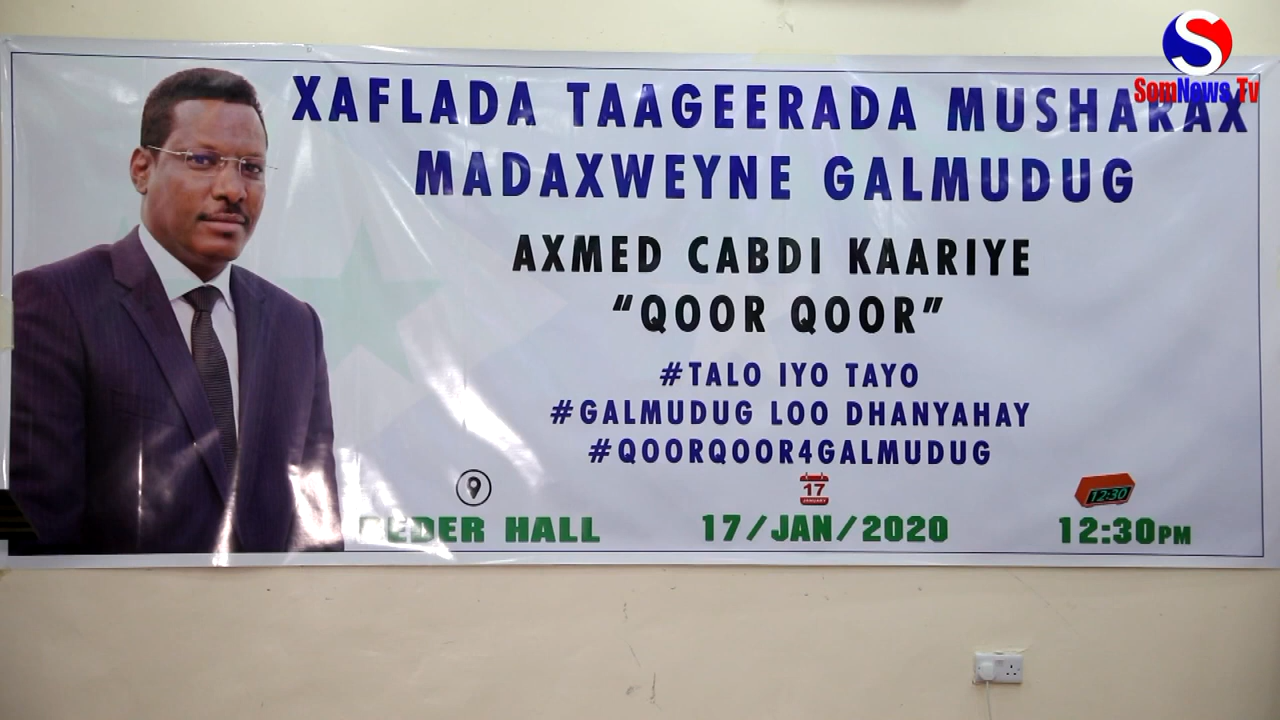 SomNews Tv
XAFLADA TAAGEERADA MUSHARAX
MADAXWEYNE GALMUDUG
AXMED CABDI KAARIYE
“QOOR QOOR”
#TALO IYO TAYO
#GALMUDUG LOO DHANYAHAY
#QOORQOOR4GALMUDUG
17
JANUARY
12:30
HALL
17/JAN/2020
12:30PM